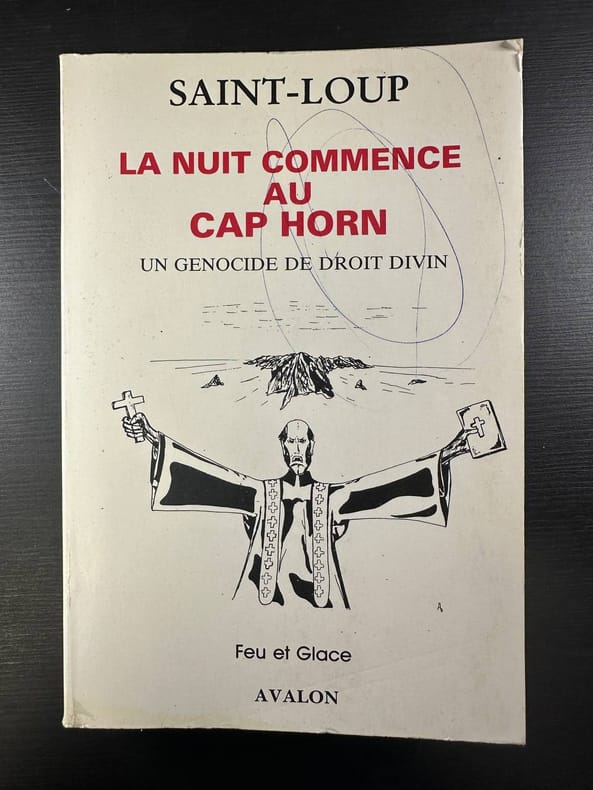 SAINT-LOUP
LA NUIT COMMENCE
AU
CAP HORN
UN GENOCIDE DE DROIT DIVIN
Feu et Glace
AVALON